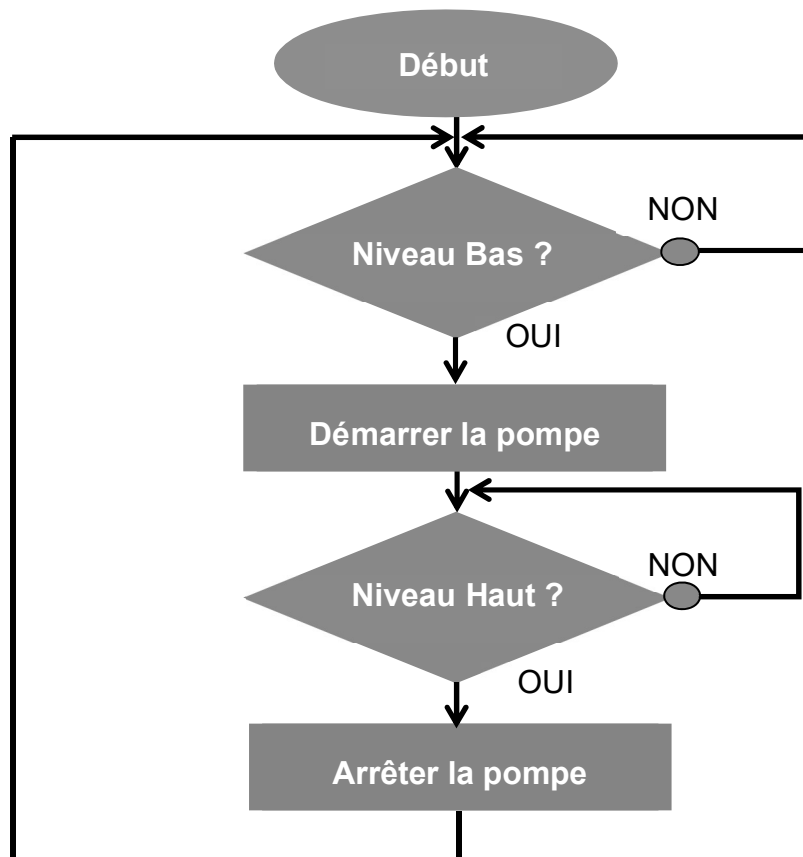 Début
NON
Niveau Bas ?
OUI
Démarrer la pompe
NON
Niveau Haut ?
OUI
Arrêter la pompe